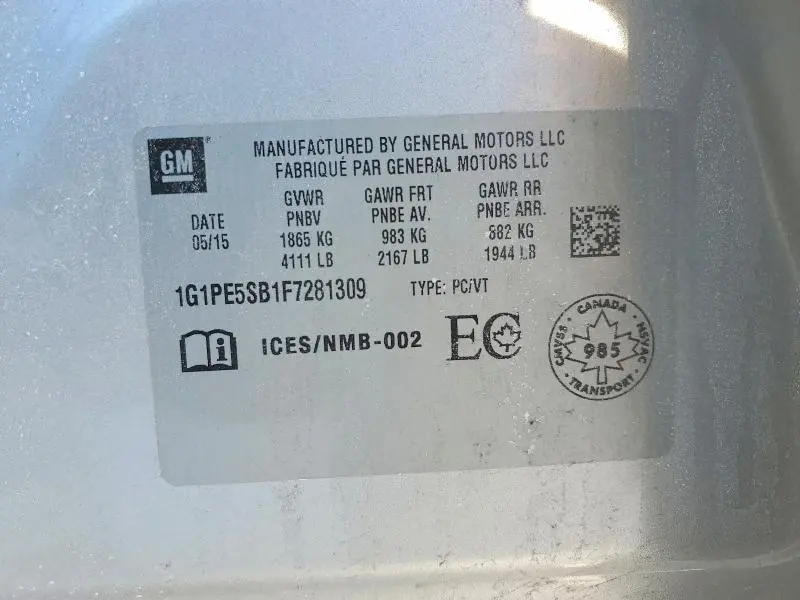 GM
MANUFACTURED BY GENERAL MOTORS LLC
FABRIQUÉ PAR GENERAL MOTORS LLC
GVWR GAWR FRT GAWR RR
DATE PNBV PNBE AV. PNBE ARR.
05/15 1865 KG 983 KG 882 KG
4111 LB 2167 LB 1944 LB
1G1PE5SB1F7281309 TYPE: PC/VT
i ICES/NMB-002 EC
CANADA
CMVSS 985 NSVAC
TRANSPORT